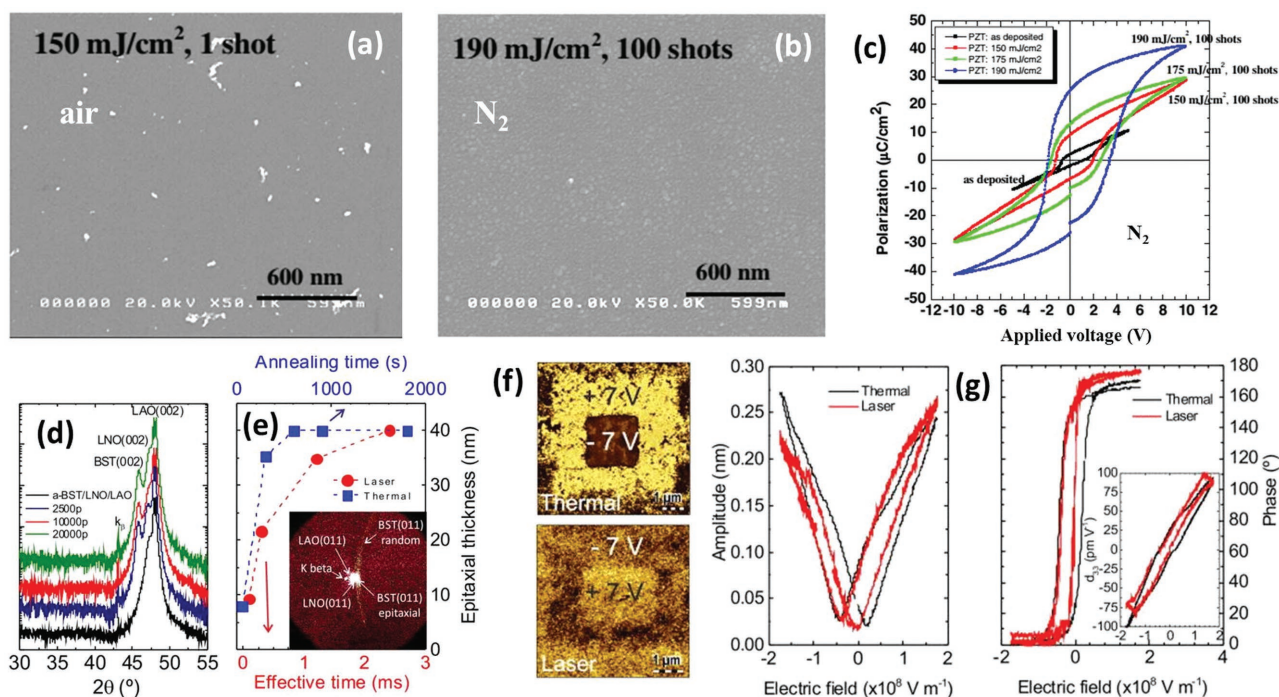 150 mJ/cm², 1 shot
(a)
air
600 nm
000000 20.0kV X50.1K 599nm
190 mJ/cm², 100 shots
(b)
N₂
600 nm
000000 20.0kV X50.0K 599nm
(c)
PZT: as deposited
PZT: 150 mJ/cm2
PZT: 175 mJ/cm2
PZT: 190 mJ/cm2
190 mJ/cm², 100 shots
175 mJ/cm², 100 shots
150 mJ/cm², 100 shots
as deposited
N₂
Polarization (μC/cm²)
50
40
30
20
10
0
-10
-20
-30
-40
-50
-12 -10 -8 -6 -4 -2 0 2 4 6 8 10 12
Applied voltage (V)
(d)
LAO(002)
LNO(002)
BST(002)
a-BST/LNO/LAO
2500p
10000p
20000p
kβ
30 35 40 45 50 55
2θ (º)
Annealing time (s)
0 1000 2000
(e)
Laser
Thermal
BST(011)
random
LAO(011)
K beta
LNO(011)
BST(011)
epitaxial
40
30
20
10
0
Epitaxial thickness (nm)
0 1 2 3
Effective time (ms)
(f)
+ 7 V
- 7 V
Thermal
1 µm
- 7 V
+ 7 V
Laser
1 µm
Thermal
Laser
Amplitude (nm)
0.30
0.25
0.20
0.15
0.10
0.05
0.00
-2 -1 0 1 2
Electric field (x10⁸ V m⁻¹)
(g)
Thermal
Laser
180
160
140
120
100
80
60
40
20
0
Phase (º)
d₃₃ (pm V⁻¹)
100
75
50
25
0
-25
-50
-75
-100
-2 -1 0 1 2
-2 0 2 4
Electric field (x10⁸ V m⁻¹)